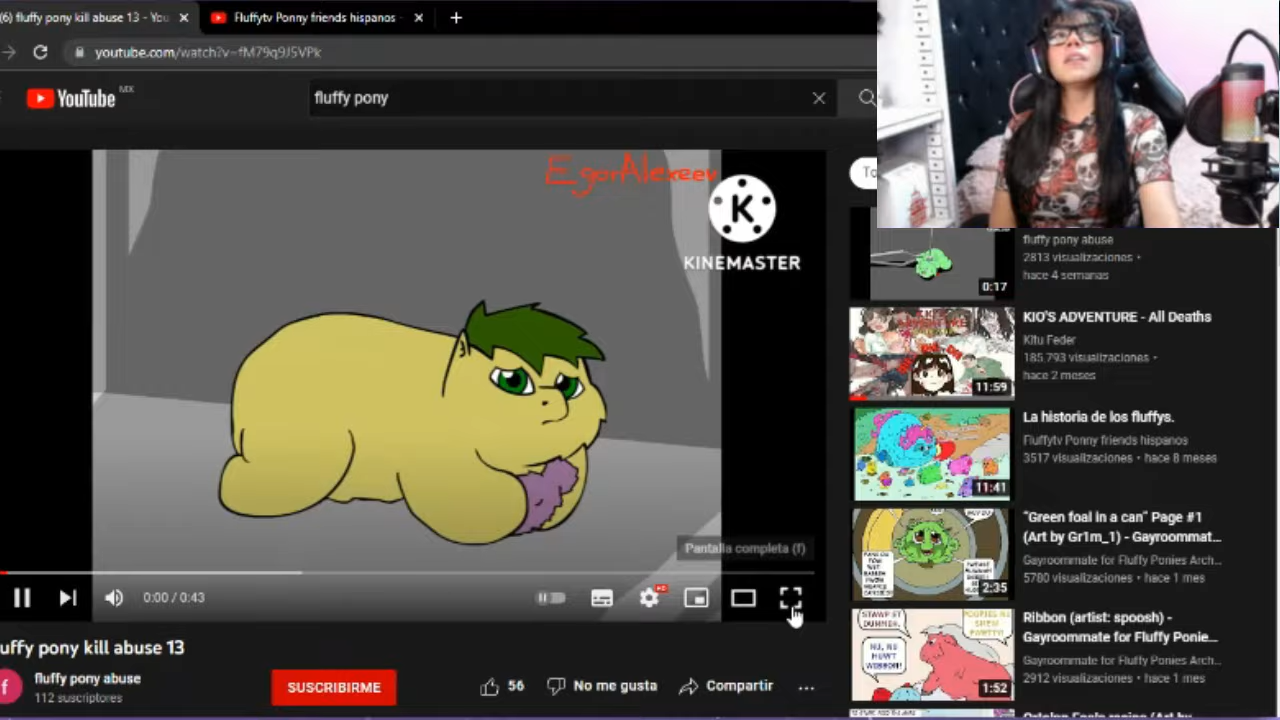 (6) fluffy pony kill abuse 13 - You
Fluffytv Ponny friends hispanos
youtube.com/watch?v=fM79q9J5VPk
YouTube MX
fluffy pony
EgorAlexeev
K
KINEMASTER
Pantalla completa (f)
0:00 / 0:43
HD
uffy pony kill abuse 13
f
fluffy pony abuse
112 suscriptores
SUSCRIBIRME
56
No me gusta
Compartir
To
fluffy pony abuse
2813 visualizaciones •
hace 4 semanas
0:17
KIO'S ADVENTURE - All Deaths
Kitu Feder
185.793 visualizaciones •
hace 2 meses
11:59
La historia de los fluffys.
Fluffytv Ponny friends hispanos
3517 visualizaciones • hace 8 meses
11:41
"Green foal in a can" Page #1
(Art by Gr1m_1) - Gayroommat...
Gayroommate for Fluffy Ponies Arch...
5780 visualizaciones • hace 1 mes
2:35
Ribbon (artist: spoosh) -
Gayroommate for Fluffy Ponie...
Gayroommate for Fluffy Ponies Arch...
2912 visualizaciones • hace 1 mes
NU, NU
HUWT
1:52